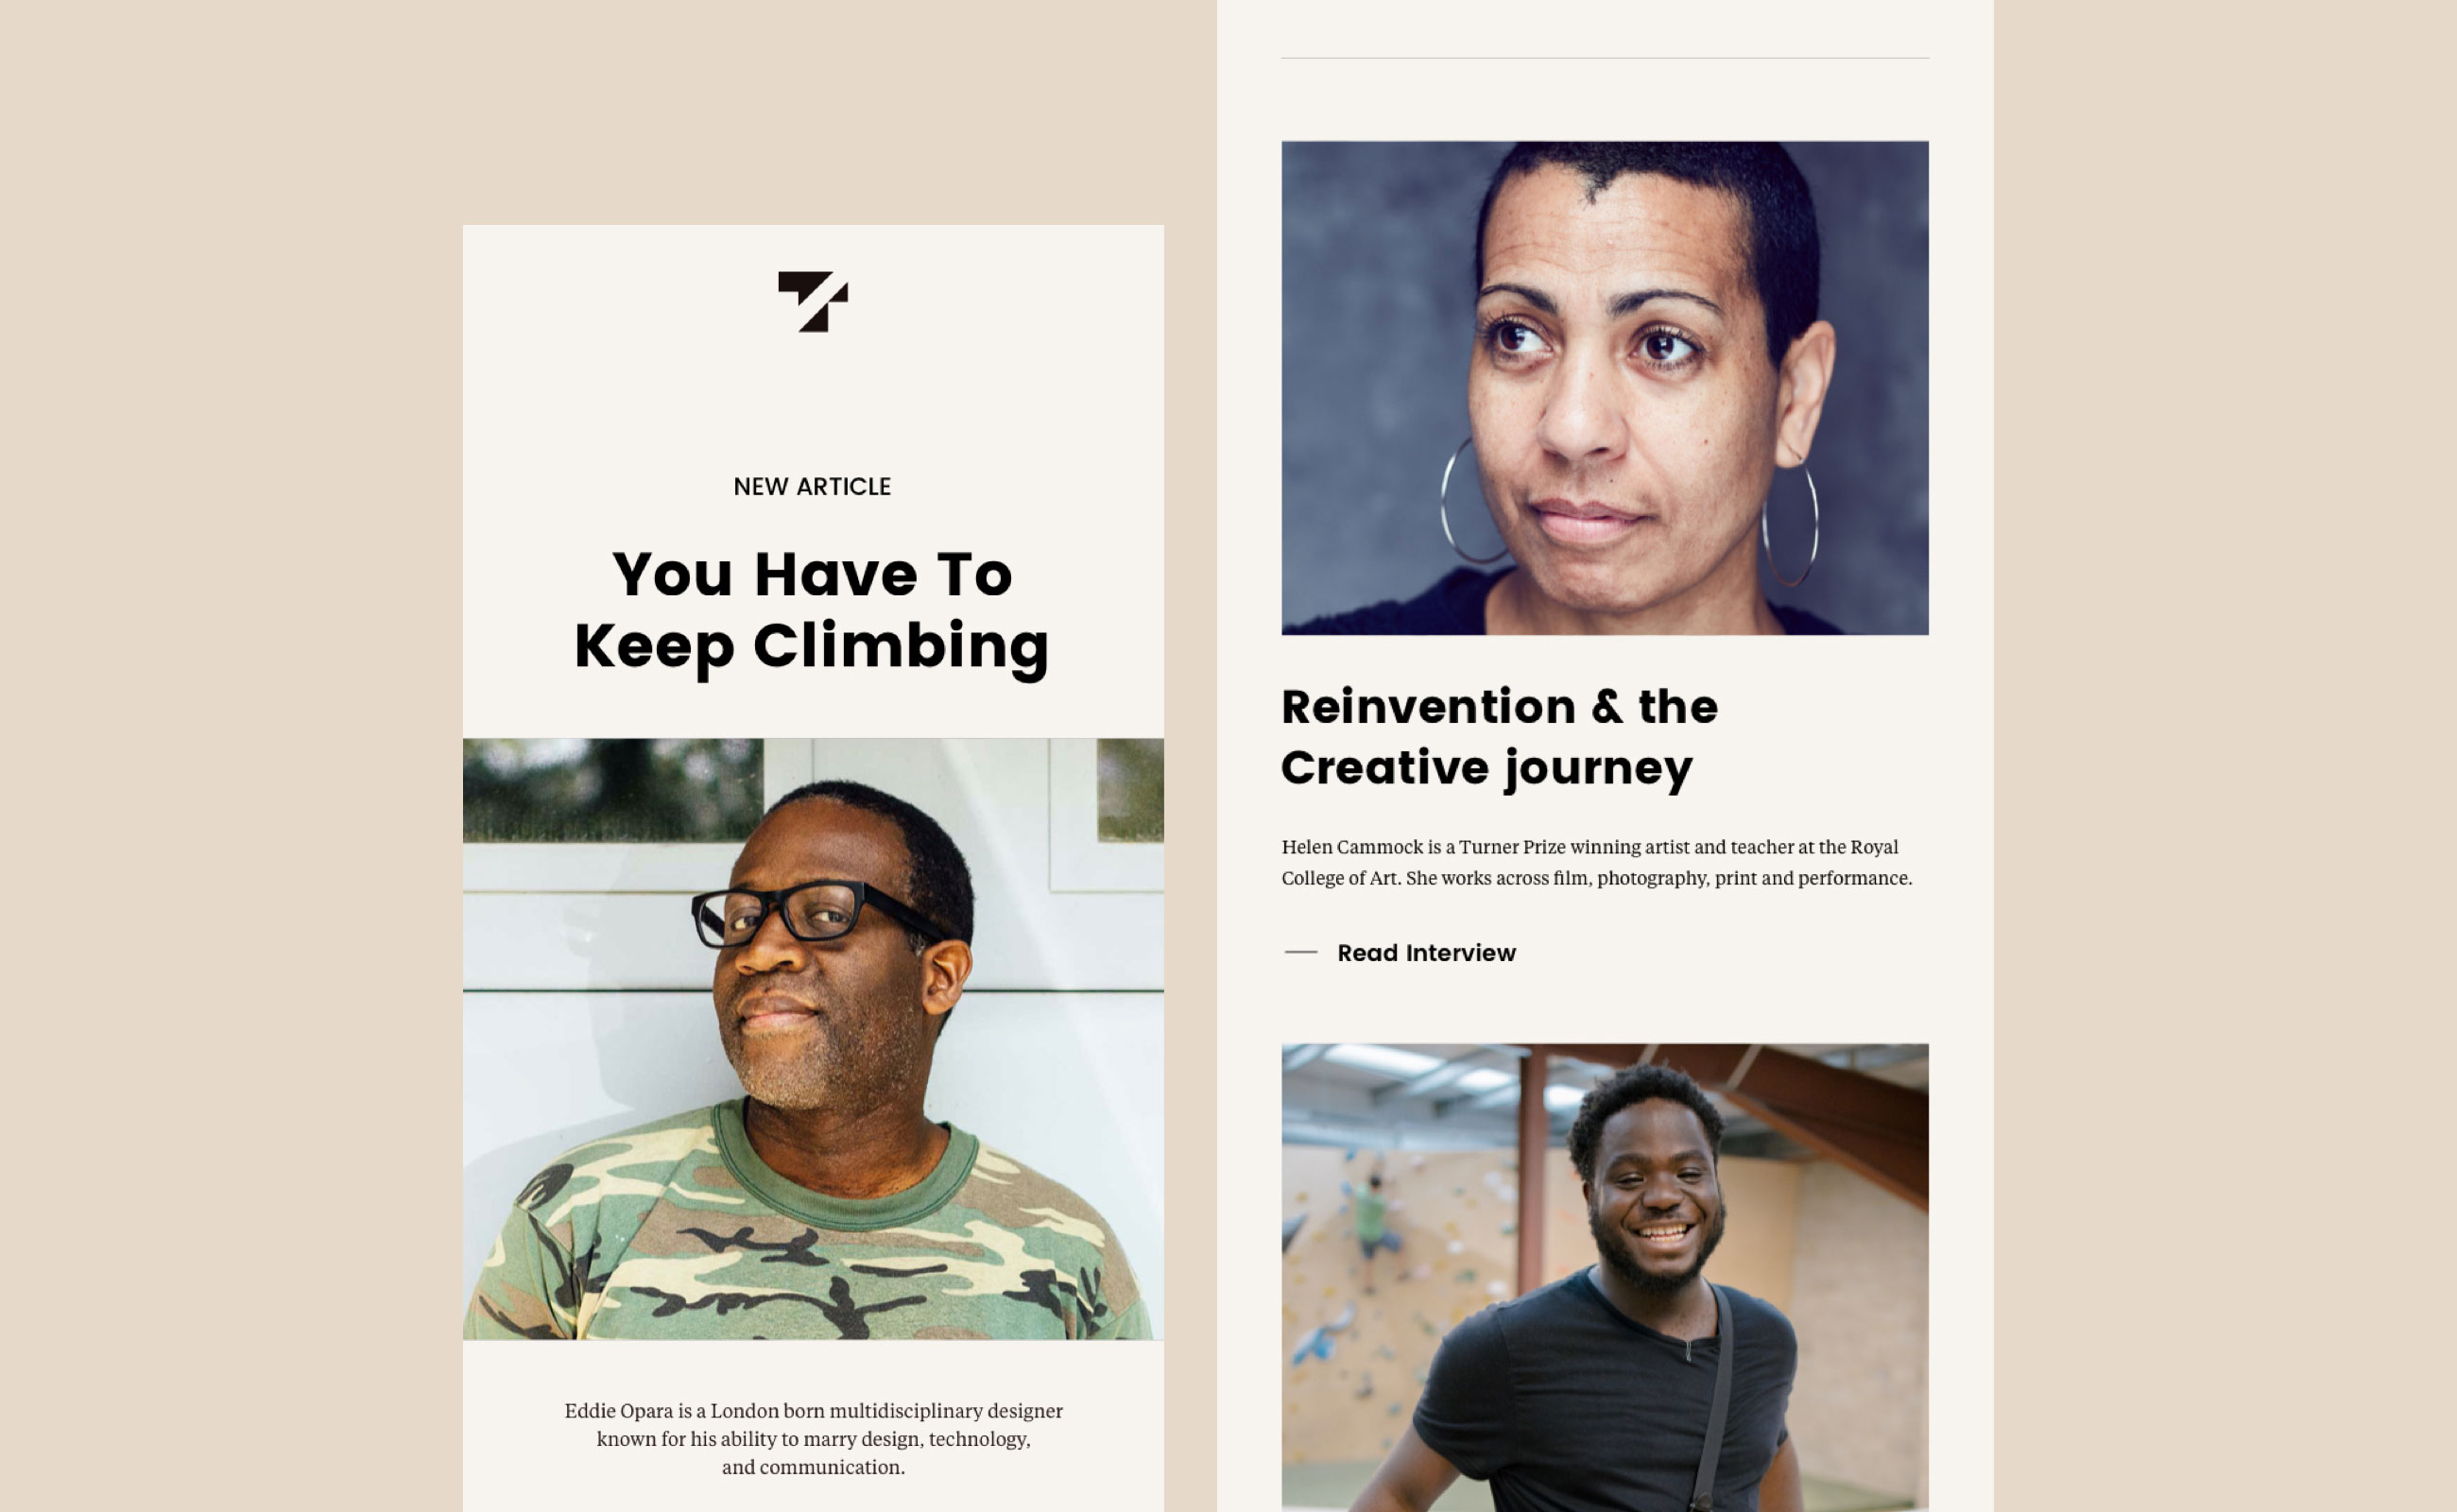 NEW ARTICLE
You Have To
Keep Climbing
Eddie Opara is a London born multidisciplinary designer
known for his ability to marry design, technology,
and communication.
Reinvention & the
Creative journey
Helen Cammock is a Turner Prize winning artist and teacher at the Royal
College of Art. She works across film, photography, print and performance.
Read Interview